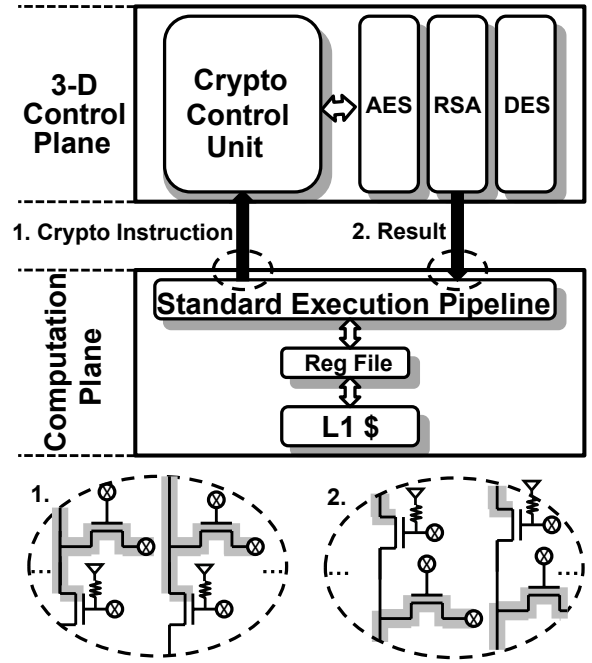 3-D
Control
Plane
Crypto
Control
Unit
AES
RSA
DES
1. Crypto Instruction
2. Result
Computation
Plane
Standard Execution Pipeline
Reg File
L1 $
1.
2.
...
...
...
...